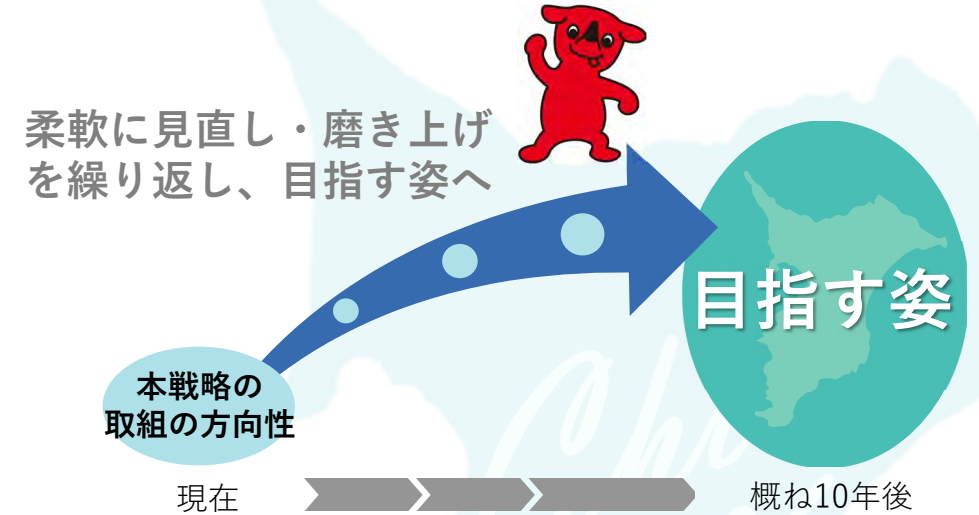 柔軟に見直し・磨き上げ
を繰り返し、目指す姿へ
目指す姿
本戦略の
取組の方向性
現在
概ね10年後